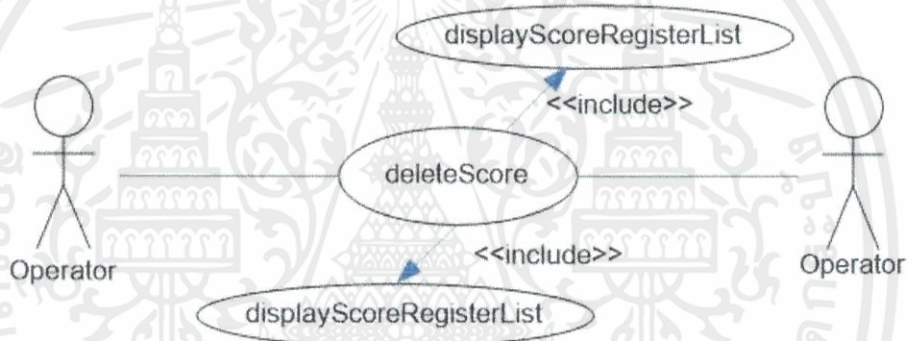 displayScoreRegisterList
<<include>>
deleteScore
<<include>>
Operator
Operator
displayScoreRegisterList